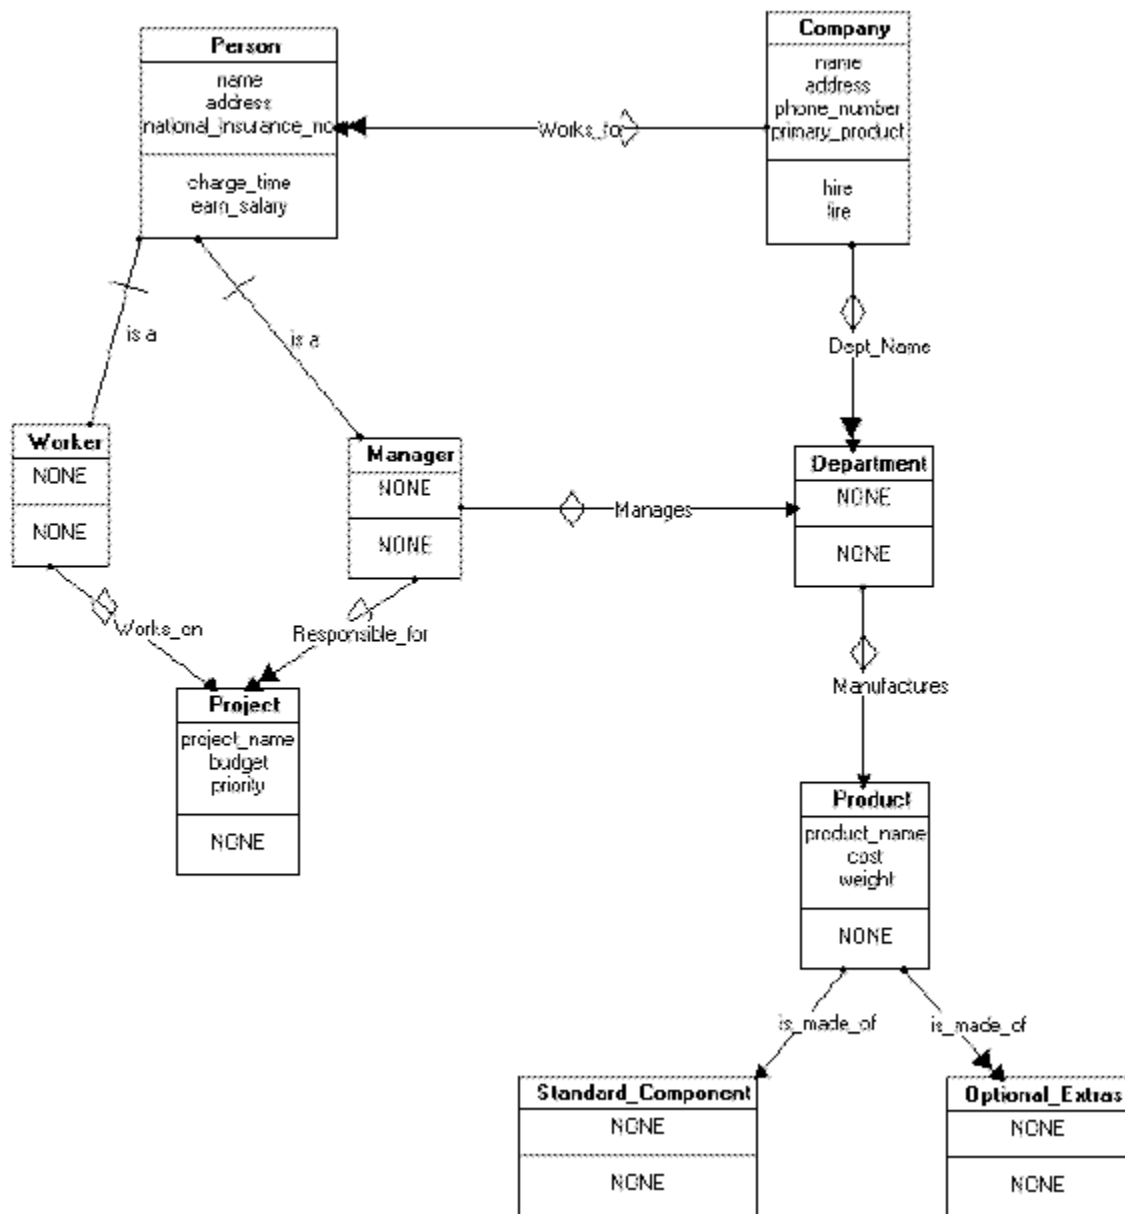 Person
name
address
national_insurance_no
charge_time
earn_salary
Works_for
Company
name
address
phone_number
primary_product
hire
fire
is a
is a
Dept_Name
Worker
NONE
NONE
Manager
NONE
NONE
Manages
Department
NONE
NONE
Works_on
Responsible_for
Manufactures
Project
project_name
budget
priority
NONE
Product
product_name
cost
weight
NONE
is_made_of
is_made_of
Standard_Component
NONE
NONE
Optional_Extras
NONE
NONE